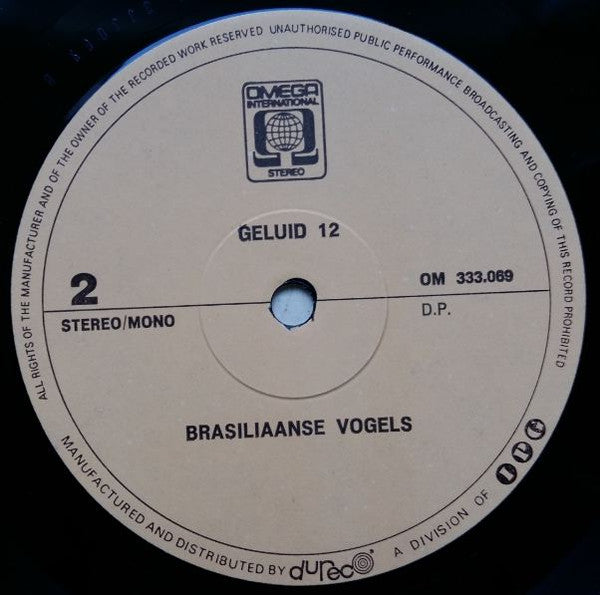 ALL RIGHTS OF THE MANUFACTURER AND OF THE OWNER OF THE RECORDED WORK RESERVED UNAUTHORISED PUBLIC PERFORMANCE BROADCASTING AND COPYING OF THIS RECORD PROHIBITED
OMEGA
INTERNATIONAL
STEREO
GELUID 12
2
OM 333.069
STEREO/MONO
D.P.
BRASILIAANSE VOGELS
MANUFACTURED AND DISTRIBUTED BY dureco A DIVISION OF